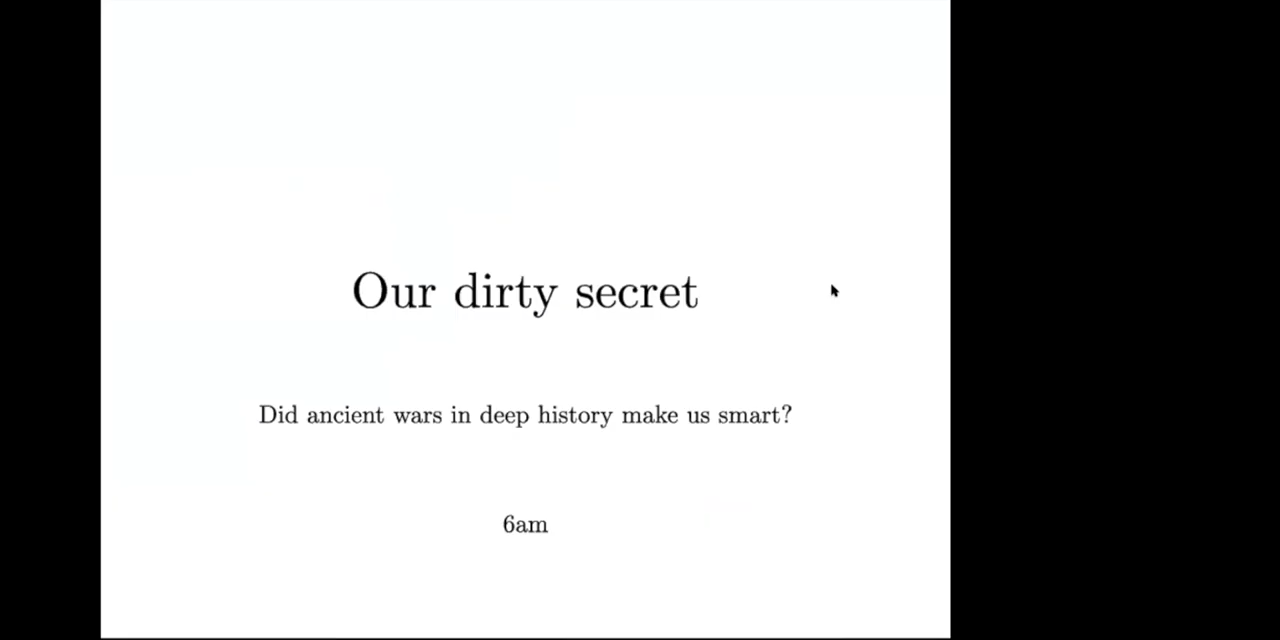 Our dirty secret
Did ancient wars in deep history make us smart?
6am